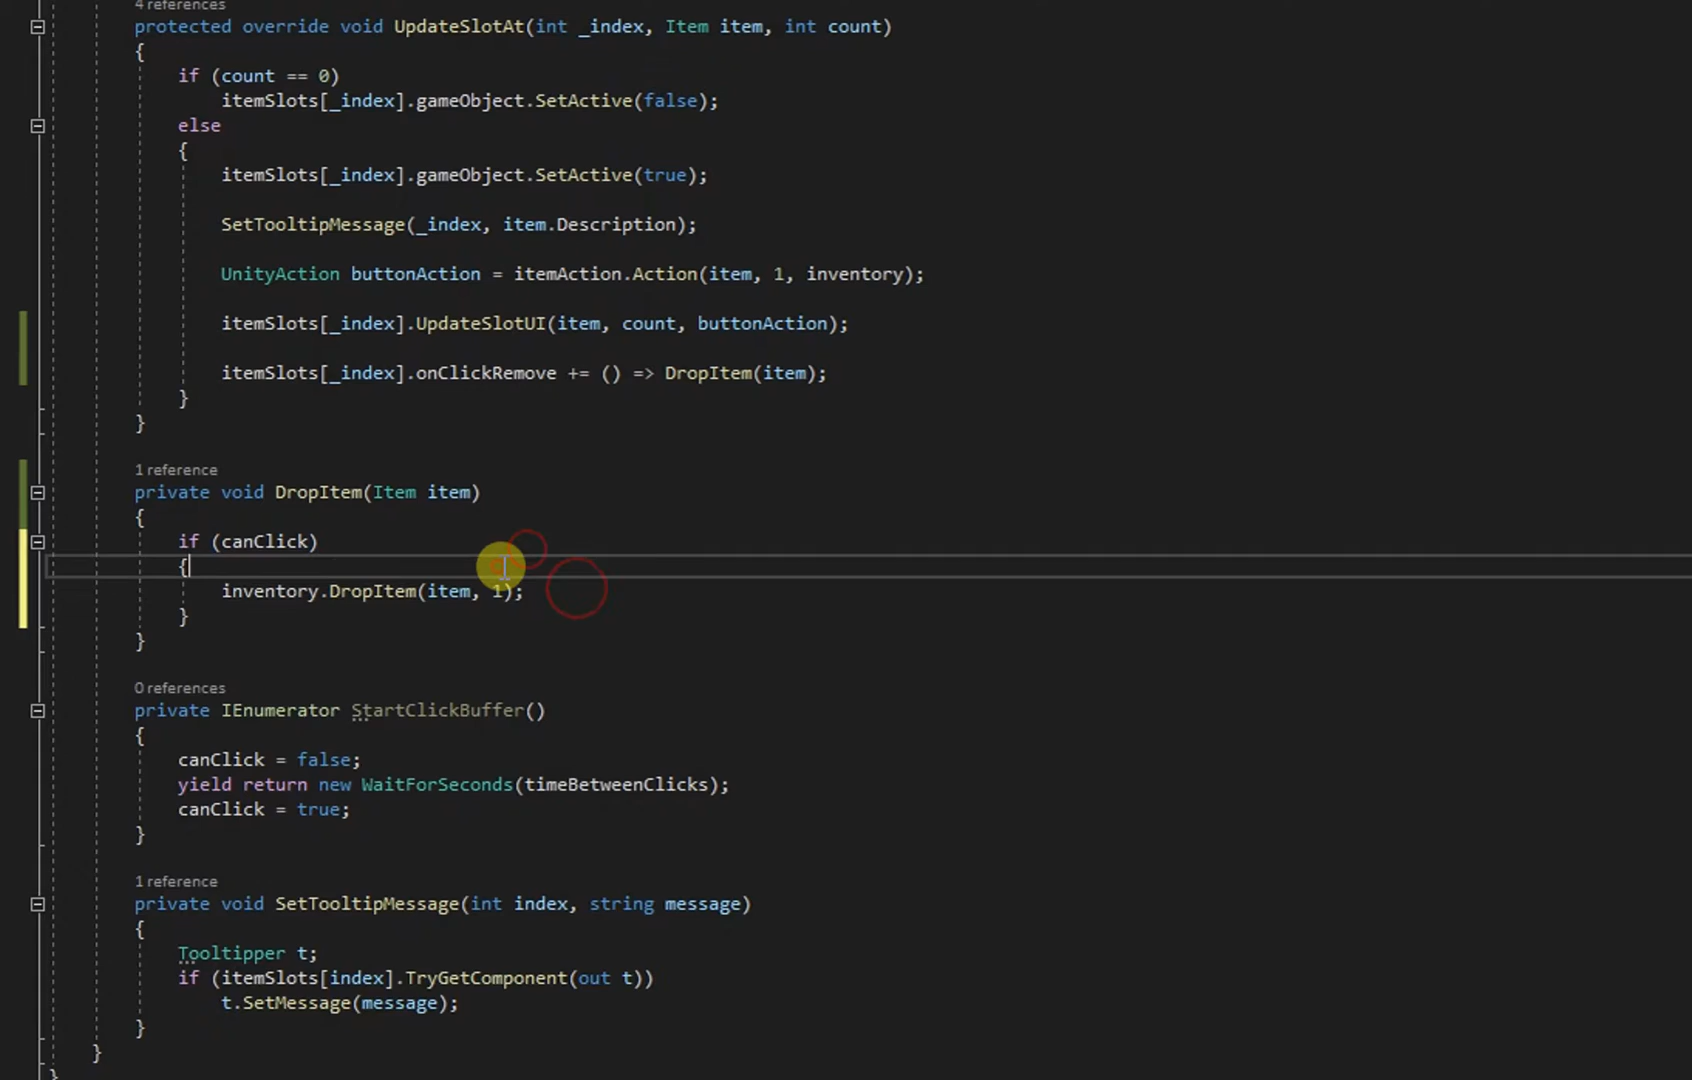 4 references
protected override void UpdateSlotAt(int _index, Item item, int count)
{
if (count == 0)
itemSlots[_index].gameObject.SetActive(false);
else
{
itemSlots[_index].gameObject.SetActive(true);
SetTooltipMessage(_index, item.Description);
UnityAction buttonAction = itemAction.Action(item, 1, inventory);
itemSlots[_index].UpdateSlotUI(item, count, buttonAction);
itemSlots[_index].onClickRemove += () => DropItem(item);
}
}
1 reference
private void DropItem(Item item)
{
if (canClick)
{
inventory.DropItem(item, 1);
}
}
0 references
private IEnumerator StartClickBuffer()
{
canClick = false;
yield return new WaitForSeconds(timeBetweenClicks);
canClick = true;
}
1 reference
private void SetTooltipMessage(int index, string message)
{
Tooltipper t;
if (itemSlots[index].TryGetComponent(out t))
t.SetMessage(message);
}
}
}